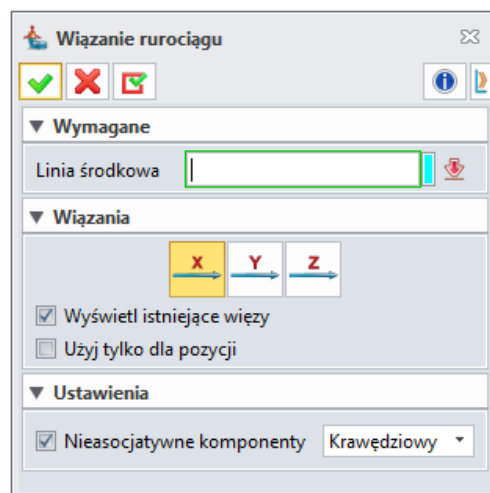 Wiązanie rurociągu
Wymagane
Linia środkowa
Wiązania
X Y Z
Wyświetl istniejące więzy
Użyj tylko dla pozycji
Ustawienia
Nieasocjatywne komponenty Krawędziowy